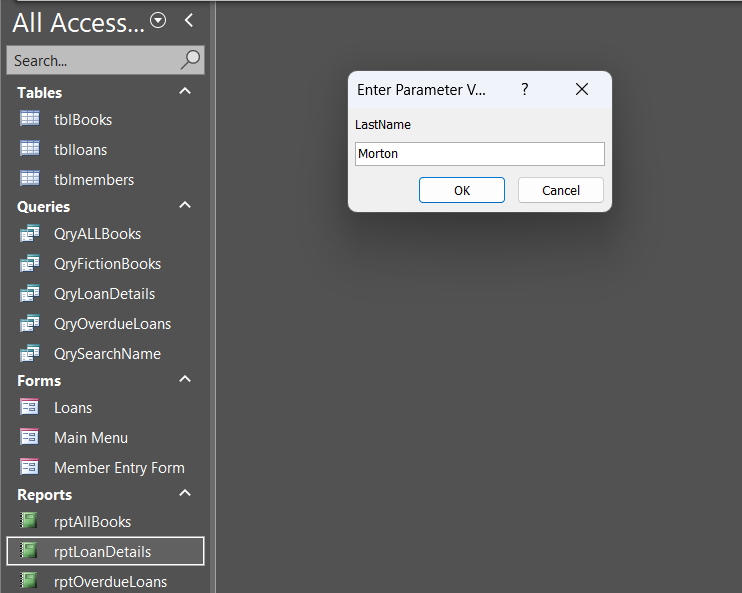 All Access...
Search...
Tables
tblBooks
tblloans
tblmembers
Queries
QryALLBooks
QryFictionBooks
QryLoanDetails
QryOverdueLoans
QrySearchName
Forms
Loans
Main Menu
Member Entry Form
Reports
rptAllBooks
rptLoanDetails
rptOverdueLoans
Enter Parameter V... ?
LastName
Morton
OK Cancel